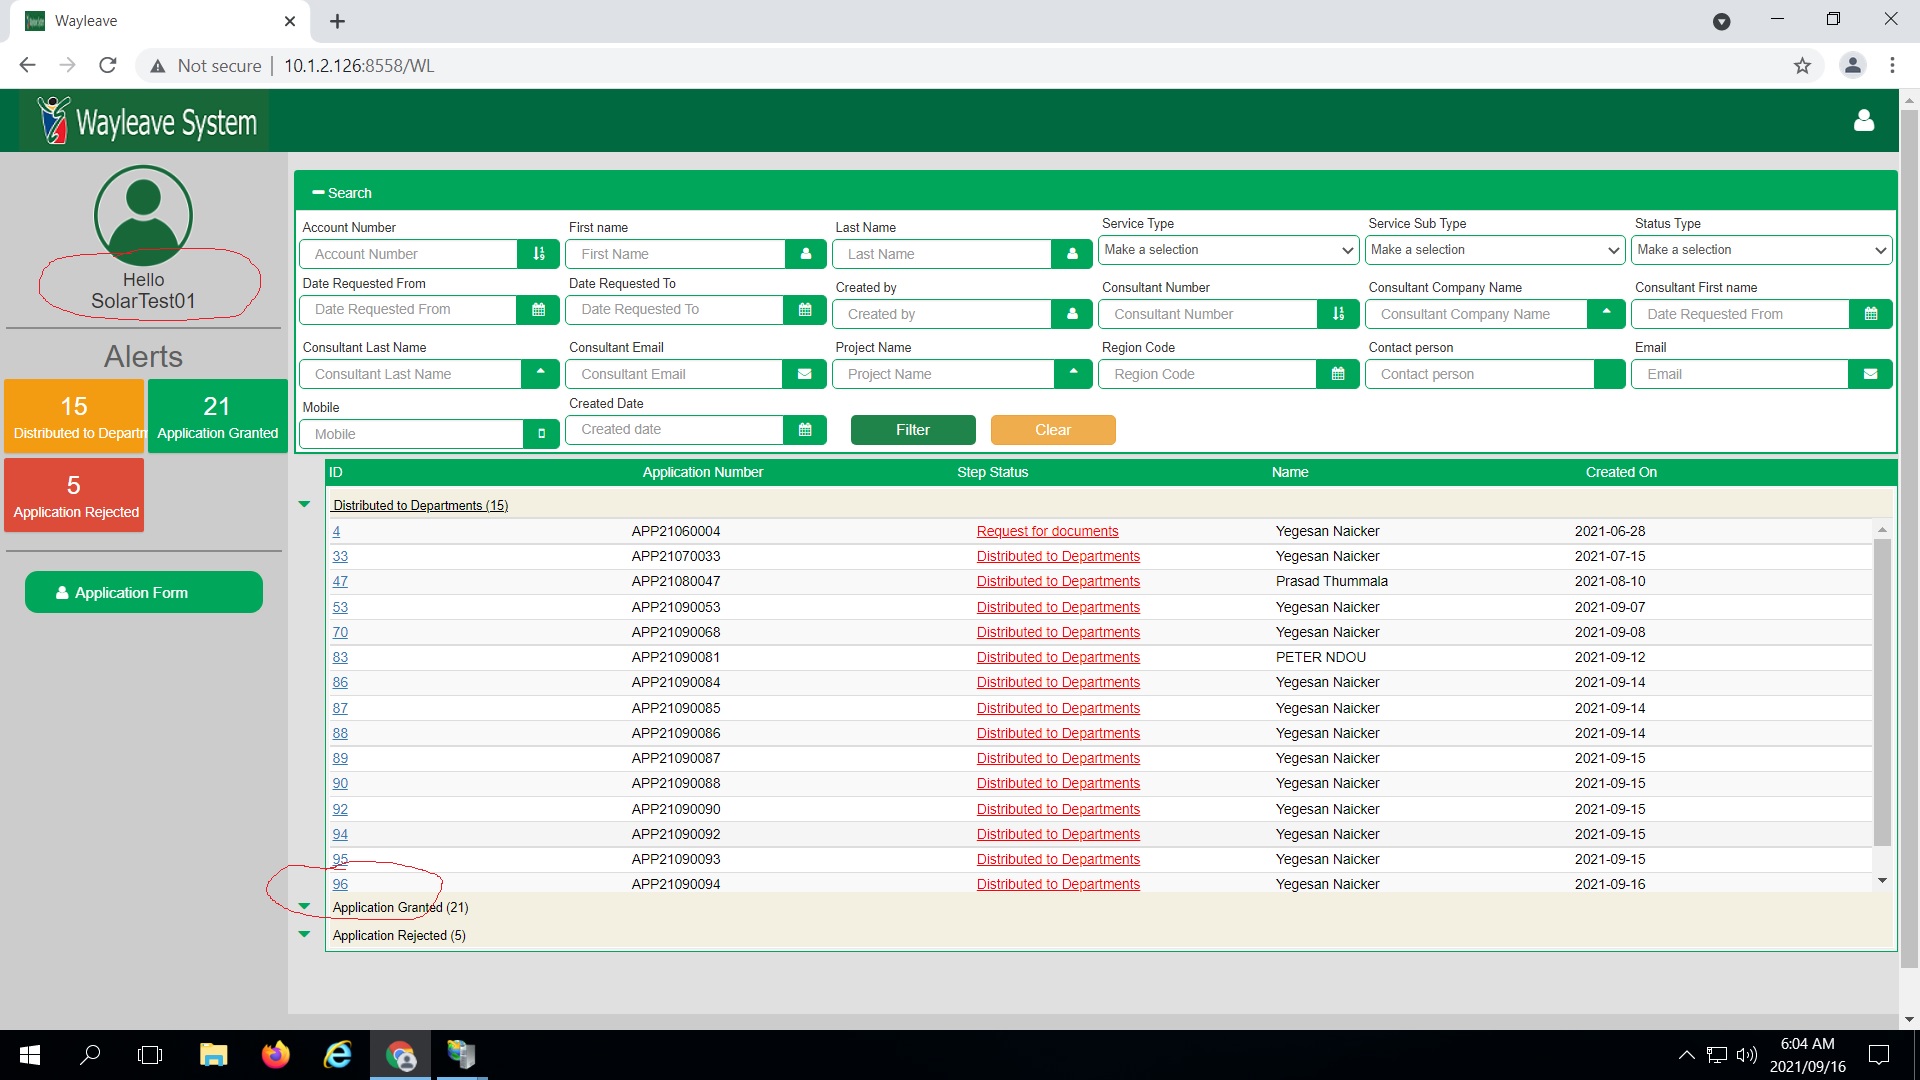 Wayleave
Not secure
10.1.2.126:8558/WL
Wayleave System
Hello
SolarTest01
Alerts
15
Distributed to Departm
21
Application Granted
5
Application Rejected
Application Form
Search
Account Number
First name
Last Name
Service Type
Service Sub Type
Status Type
Account Number
First Name
Last Name
Make a selection
Make a selection
Make a selection
Date Requested From
Date Requested To
Created by
Consultant Number
Consultant Company Name
Consultant First name
Date Requested From
Date Requested To
Created by
Consultant Number
Consultant Company Name
Date Requested From
Consultant Last Name
Consultant Email
Project Name
Region Code
Contact person
Email
Consultant Last Name
Consultant Email
Project Name
Region Code
Contact person
Email
Mobile
Created Date
Mobile
Created date
Filter
Clear
ID Application Number Step Status Name Created On
Distributed to Departments (15)
4 APP21060004 Request for documents Yegesan Naicker 2021-06-28
33 APP21070033 Distributed to Departments Yegesan Naicker 2021-07-15
47 APP21080047 Distributed to Departments Prasad Thummala 2021-08-10
53 APP21090053 Distributed to Departments Yegesan Naicker 2021-09-07
70 APP21090068 Distributed to Departments Yegesan Naicker 2021-09-08
83 APP21090081 Distributed to Departments PETER NDOU 2021-09-12
86 APP21090084 Distributed to Departments Yegesan Naicker 2021-09-14
87 APP21090085 Distributed to Departments Yegesan Naicker 2021-09-14
88 APP21090086 Distributed to Departments Yegesan Naicker 2021-09-14
89 APP21090087 Distributed to Departments Yegesan Naicker 2021-09-15
90 APP21090088 Distributed to Departments Yegesan Naicker 2021-09-15
92 APP21090090 Distributed to Departments Yegesan Naicker 2021-09-15
94 APP21090092 Distributed to Departments Yegesan Naicker 2021-09-15
95 APP21090093 Distributed to Departments Yegesan Naicker 2021-09-15
96 APP21090094 Distributed to Departments Yegesan Naicker 2021-09-16
Application Granted (21)
Application Rejected (5)
6:04 AM
2021/09/16